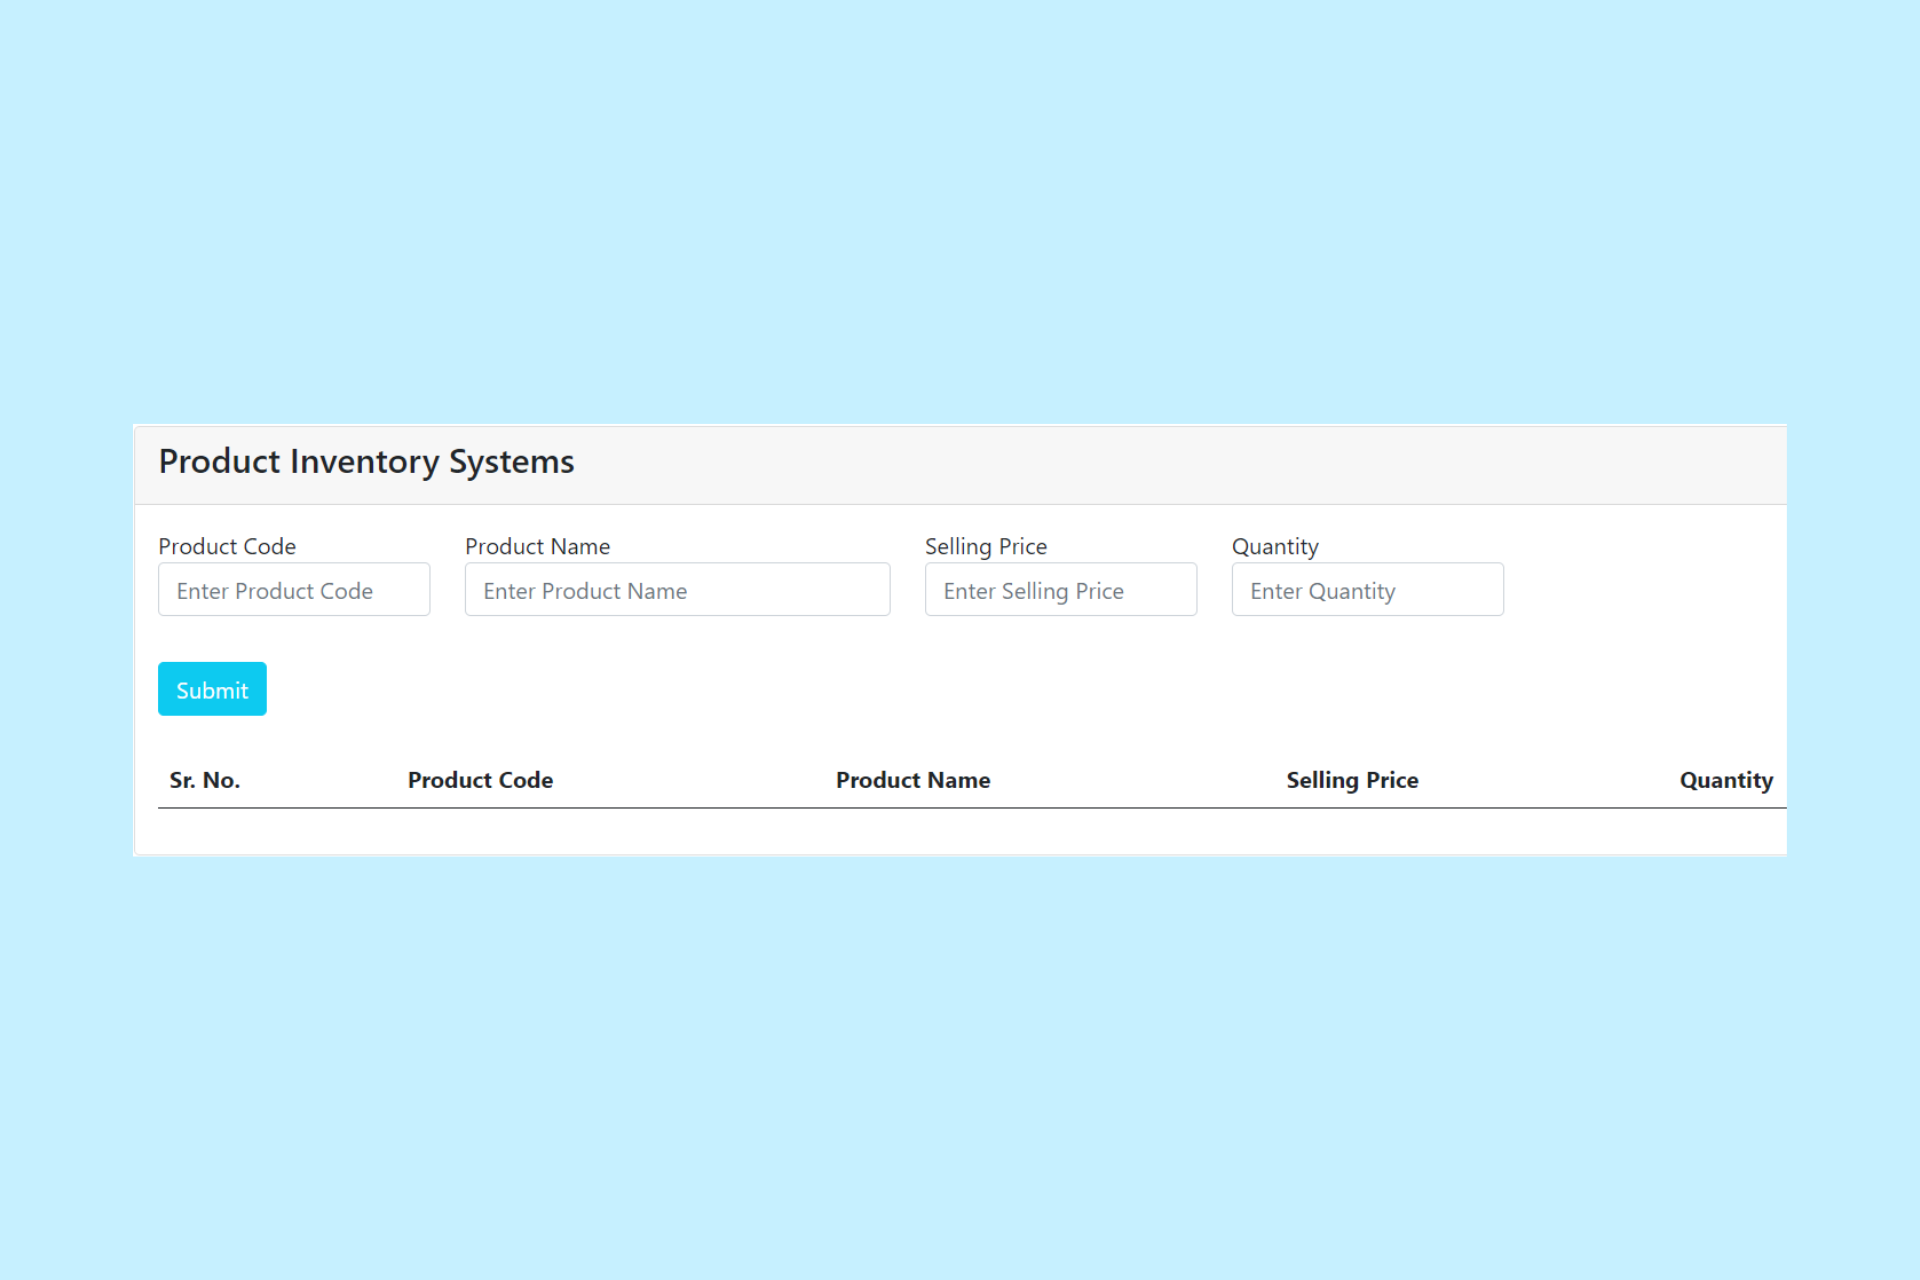 Product Inventory Systems
Product Code Product Name Selling Price Quantity
Enter Product Code Enter Product Name Enter Selling Price Enter Quantity
Submit
Sr. No. Product Code Product Name Selling Price Quantity